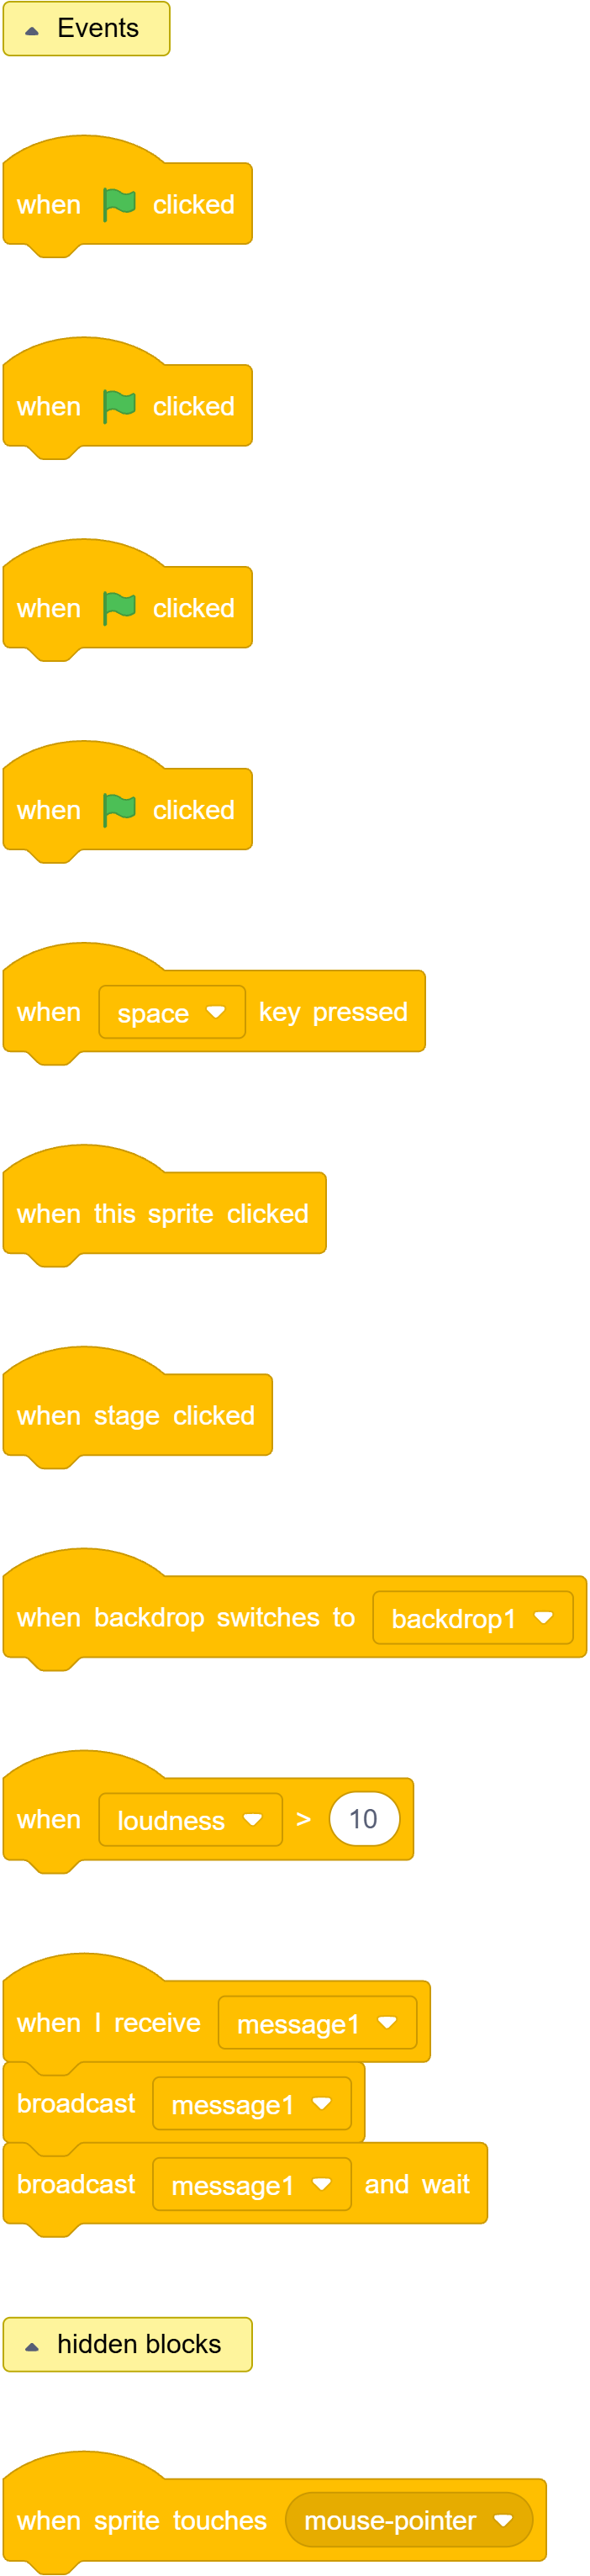 Events
when clicked
when clicked
when clicked
when clicked
when space key pressed
when this sprite clicked
when stage clicked
when backdrop switches to backdrop1
when loudness > 10
when I receive message1
broadcast message1
broadcast message1 and wait
hidden blocks
when sprite touches mouse-pointer